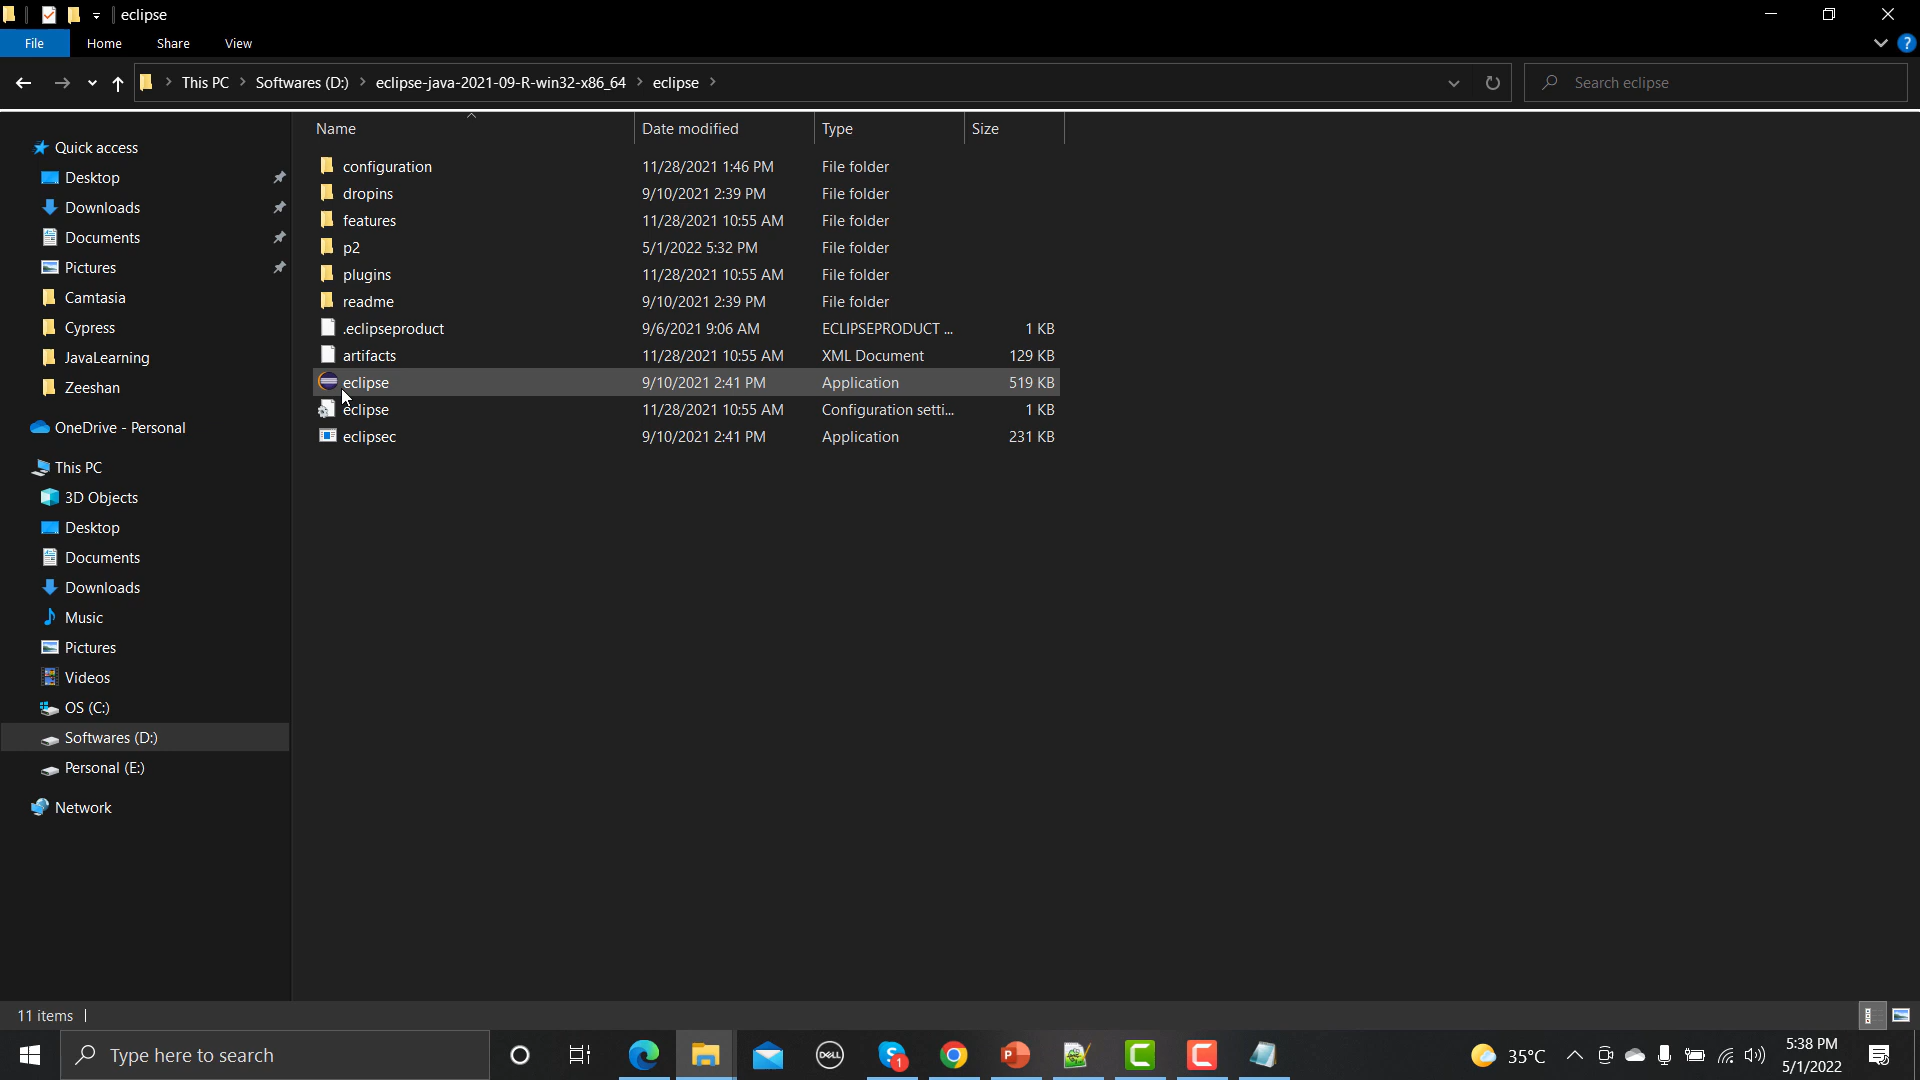 eclipse
File Home Share View
This PC Softwares (D:) eclipse-java-2021-09-R-win32-x86_64 eclipse Search eclipse
Name Date modified Type Size
Quick access
Desktop
Downloads
Documents
Pictures
Camtasia
Cypress
JavaLearning
Zeeshan
OneDrive - Personal
This PC
3D Objects
Desktop
Documents
Downloads
Music
Pictures
Videos
OS (C:)
Softwares (D:)
Personal (E:)
Network
configuration 11/28/2021 1:46 PM File folder
dropins 9/10/2021 2:39 PM File folder
features 11/28/2021 10:55 AM File folder
p2 5/1/2022 5:32 PM File folder
plugins 11/28/2021 10:55 AM File folder
readme 9/10/2021 2:39 PM File folder
.eclipseproduct 9/6/2021 9:06 AM ECLIPSEPRODUCT ... 1 KB
artifacts 11/28/2021 10:55 AM XML Document 129 KB
eclipse 9/10/2021 2:41 PM Application 519 KB
eclipse 11/28/2021 10:55 AM Configuration setti... 1 KB
eclipsec 9/10/2021 2:41 PM Application 231 KB
11 items
Type here to search DELL 1 35°C 5:38 PM
5/1/2022